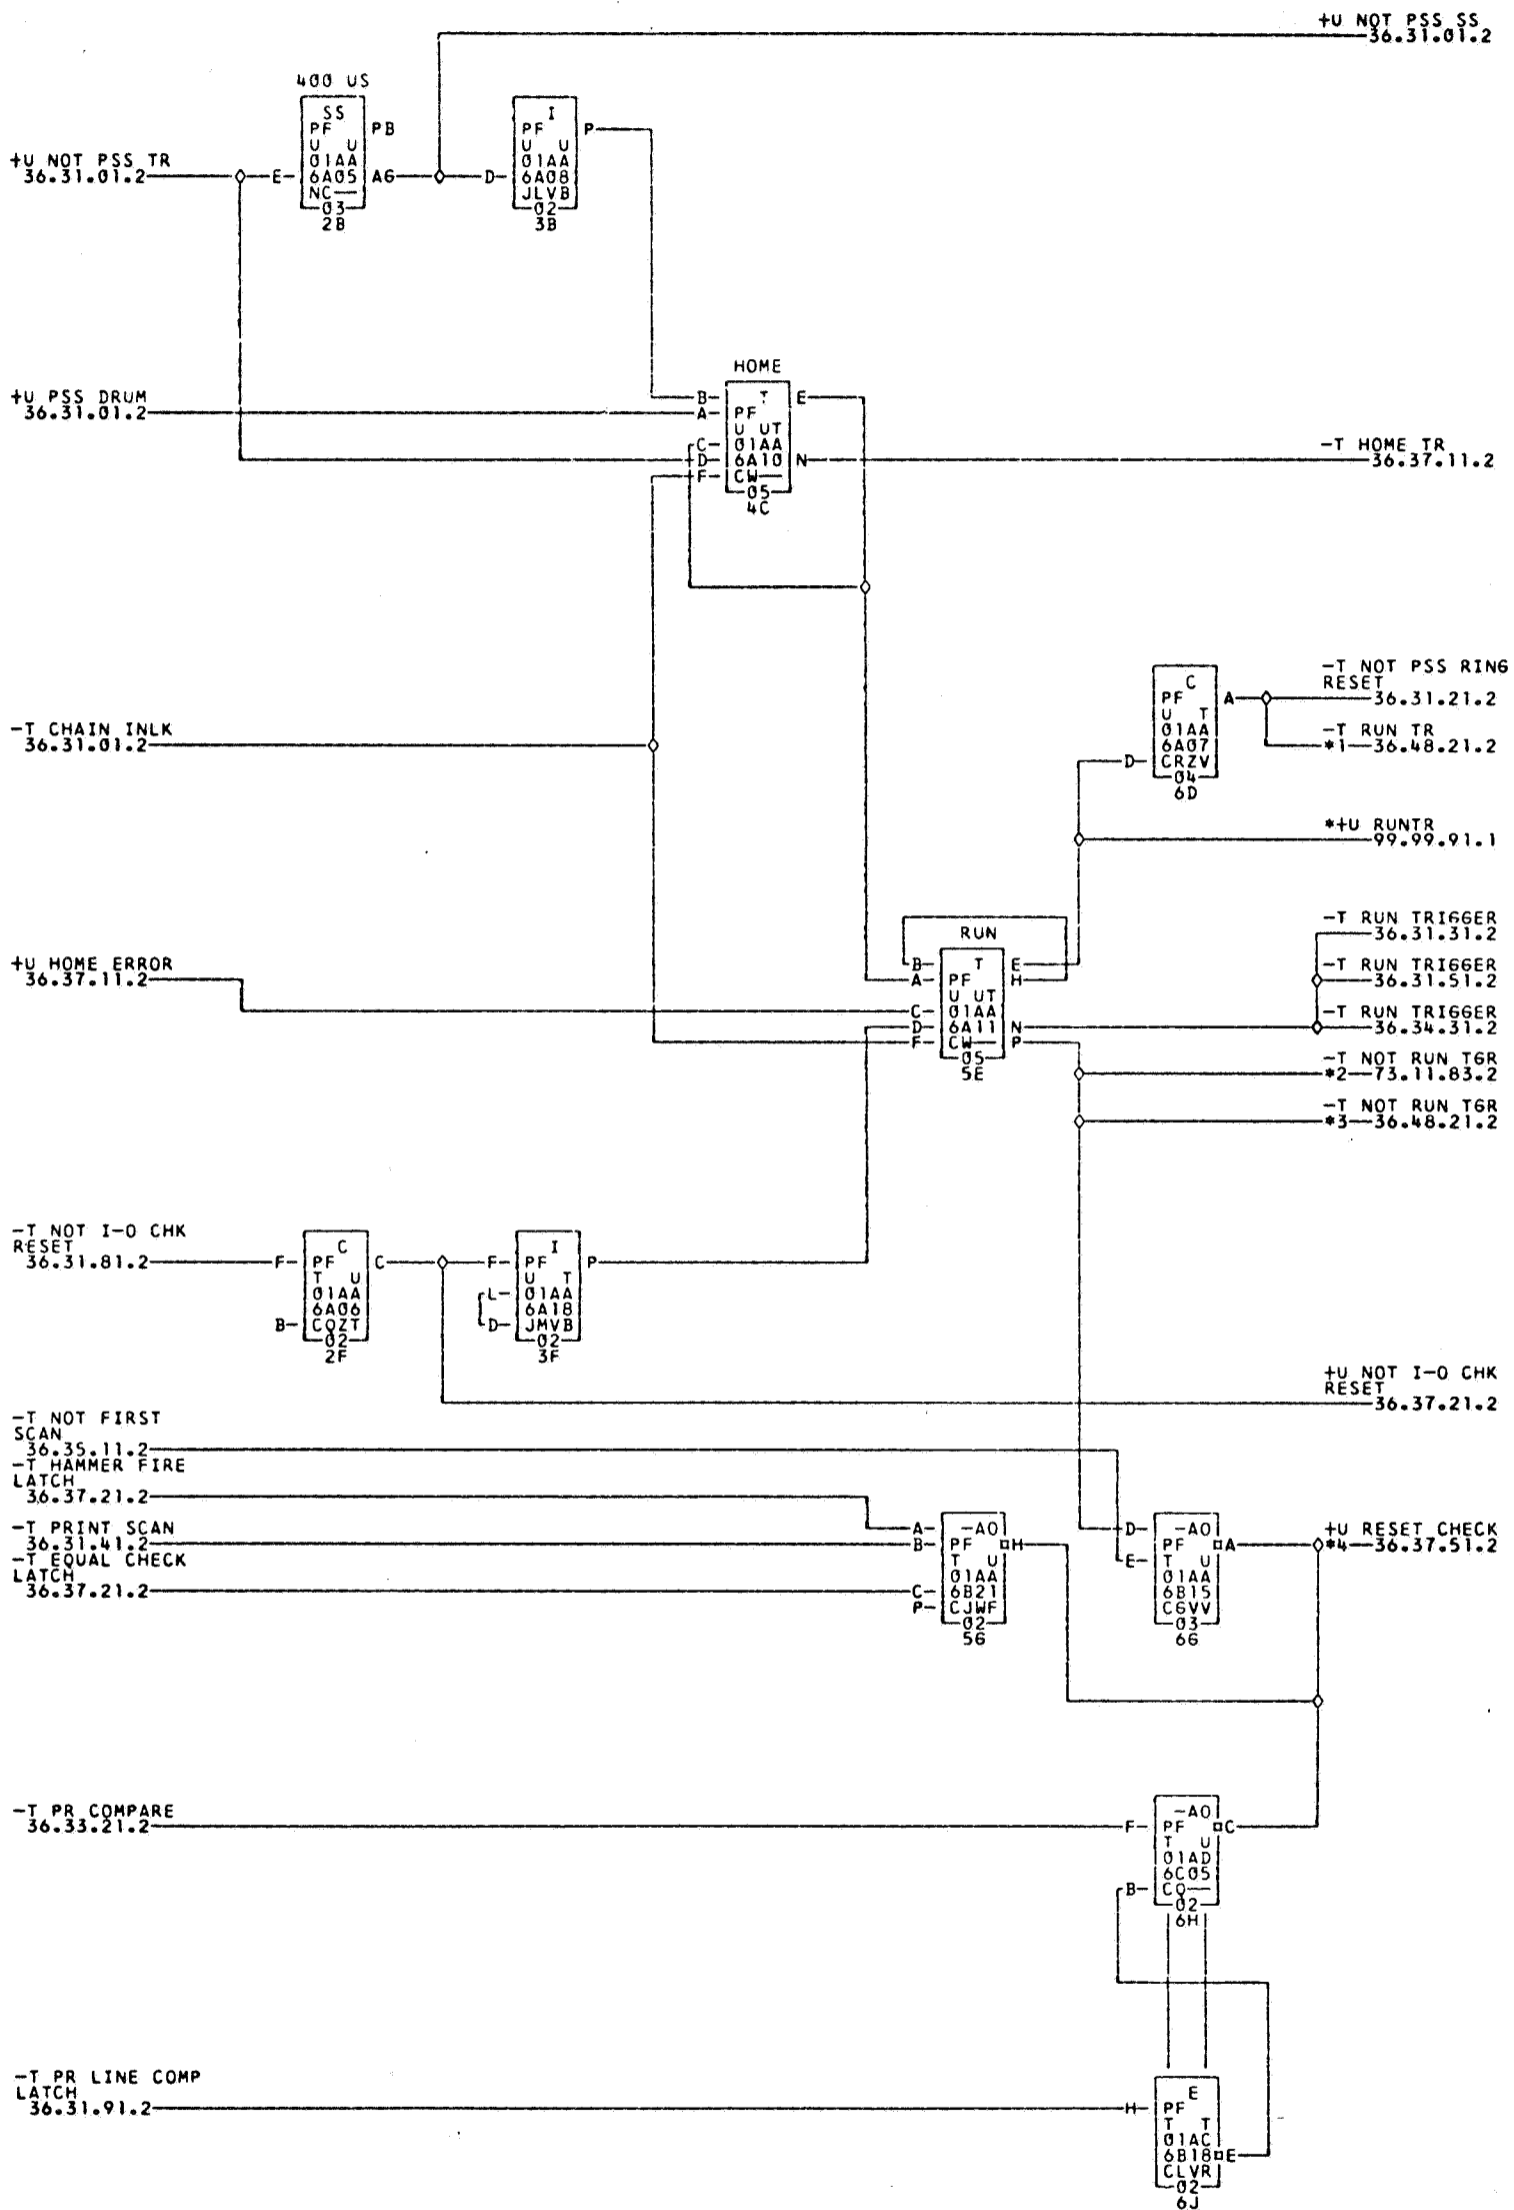 +U NOT PSS SS
36.31.01.2
400 US
SS
PF PB
U U
01AA
6A05 AG
NC
03
2B
I
PF P
U U
01AA
D 6A08
JLVB
02
3B
+U NOT PSS TR
36.31.01.2 E
HOME
+U PSS DRUM
36.31.01.2
B T E
A PF
U UT
C 01AA
D 6A10 N
F CW
05
4C
-T HOME TR
36.37.11.2
-T CHAIN INLK
36.31.01.2
C
PF A
U T
01AA
6A07
D CRZV
04
6D
-T NOT PSS RING
RESET
36.31.21.2
-T RUN TR
*1 36.48.21.2
*+U RUNTR
99.99.91.1
+U HOME ERROR
36.37.11.2
RUN
B T E
A PF H
U UT
C 01AA
D 6A11 N
F CW P
05
5E
-T RUN TRIGGER
36.31.31.2
-T RUN TRIGGER
36.31.51.2
-T RUN TRIGGER
36.34.31.2
-T NOT RUN TGR
*2 73.11.83.2
-T NOT RUN TGR
*3 36.48.21.2
-T NOT I-O CHK
RESET
36.31.81.2
C
F PF C
T U
01AA
6A06
B CQZT
02
2F
I
F PF P
U T
L 01AA
6A18
D JMVB
02
3F
+U NOT I-O CHK
RESET
36.37.21.2
-T NOT FIRST
SCAN
36.35.11.2
-T HAMMER FIRE
LATCH
36.37.21.2
-T PRINT SCAN
36.31.41.2
-T EQUAL CHECK
LATCH
36.37.21.2
A -AO
B PF H
T U
01AA
C 6B21
P CJWF
02
5G
D -AO
PF A
E T U
01AA
6B15
CGVV
03
6G
+U RESET CHECK
*4 36.37.51.2
-T PR COMPARE
36.33.21.2
-AO
F PF C
T U
01AD
6C05
B CQ
02
6H
-T PR LINE COMP
LATCH
36.31.91.2
E
H PF
T T
01AC
6B18 E
CLVR
02
6J